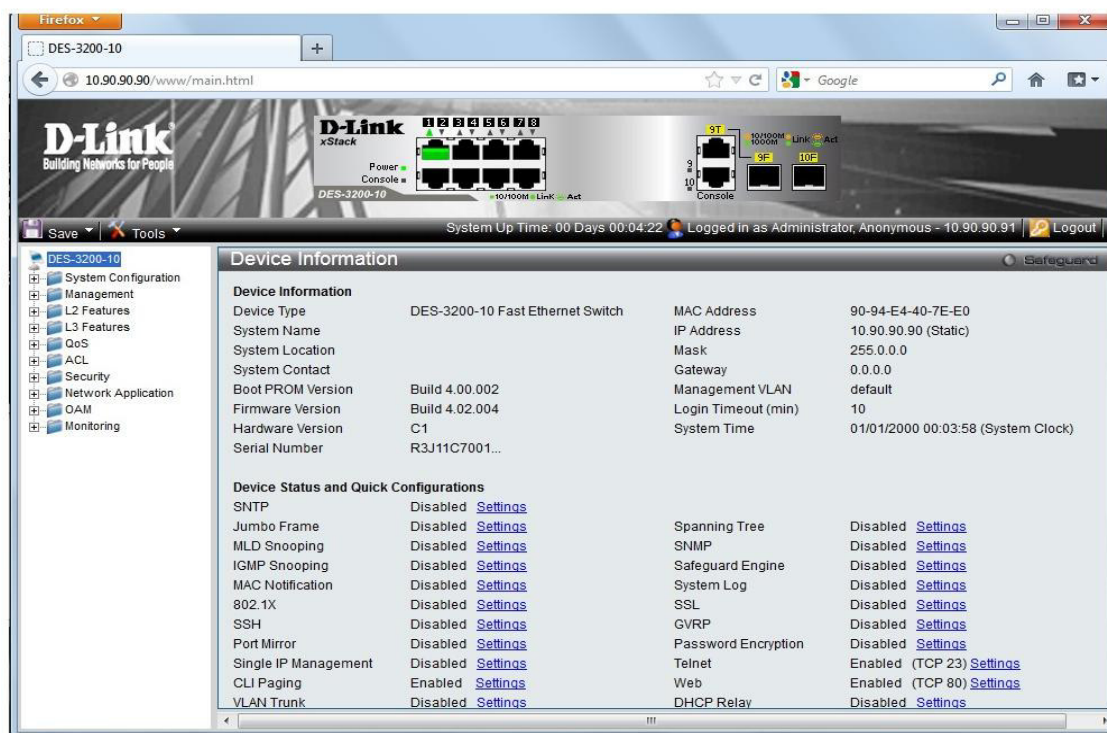 Firefox
DES-3200-10
10.90.90.90/www/main.html
Google
D-Link
Building Networks for People
D-Link
xStack
1 2 3 4 5 6 7 8
Power
Console
DES-3200-10
10/100M Link Act
9T
10/100M Link Act
1000M
9F 10F
9
10
Console
Save Tools System Up Time: 00 Days 00:04:22 Logged in as Administrator, Anonymous - 10.90.90.91 Logout
DES-3200-10
System Configuration
Management
L2 Features
L3 Features
QoS
ACL
Security
Network Application
OAM
Monitoring
Device Information Safeguard
Device Information
Device Type DES-3200-10 Fast Ethernet Switch MAC Address 90-94-E4-40-7E-E0
System Name IP Address 10.90.90.90 (Static)
System Location Mask 255.0.0.0
System Contact Gateway 0.0.0.0
Boot PROM Version Build 4.00.002 Management VLAN default
Firmware Version Build 4.02.004 Login Timeout (min) 10
Hardware Version C1 System Time 01/01/2000 00:03:58 (System Clock)
Serial Number R3J11C7001...
Device Status and Quick Configurations
SNTP Disabled Settings
Jumbo Frame Disabled Settings Spanning Tree Disabled Settings
MLD Snooping Disabled Settings SNMP Disabled Settings
IGMP Snooping Disabled Settings Safeguard Engine Disabled Settings
MAC Notification Disabled Settings System Log Disabled Settings
802.1X Disabled Settings SSL Disabled Settings
SSH Disabled Settings GVRP Disabled Settings
Port Mirror Disabled Settings Password Encryption Disabled Settings
Single IP Management Disabled Settings Telnet Enabled (TCP 23) Settings
CLI Paging Enabled Settings Web Enabled (TCP 80) Settings
VLAN Trunk Disabled Settings DHCP Relay Disabled Settings